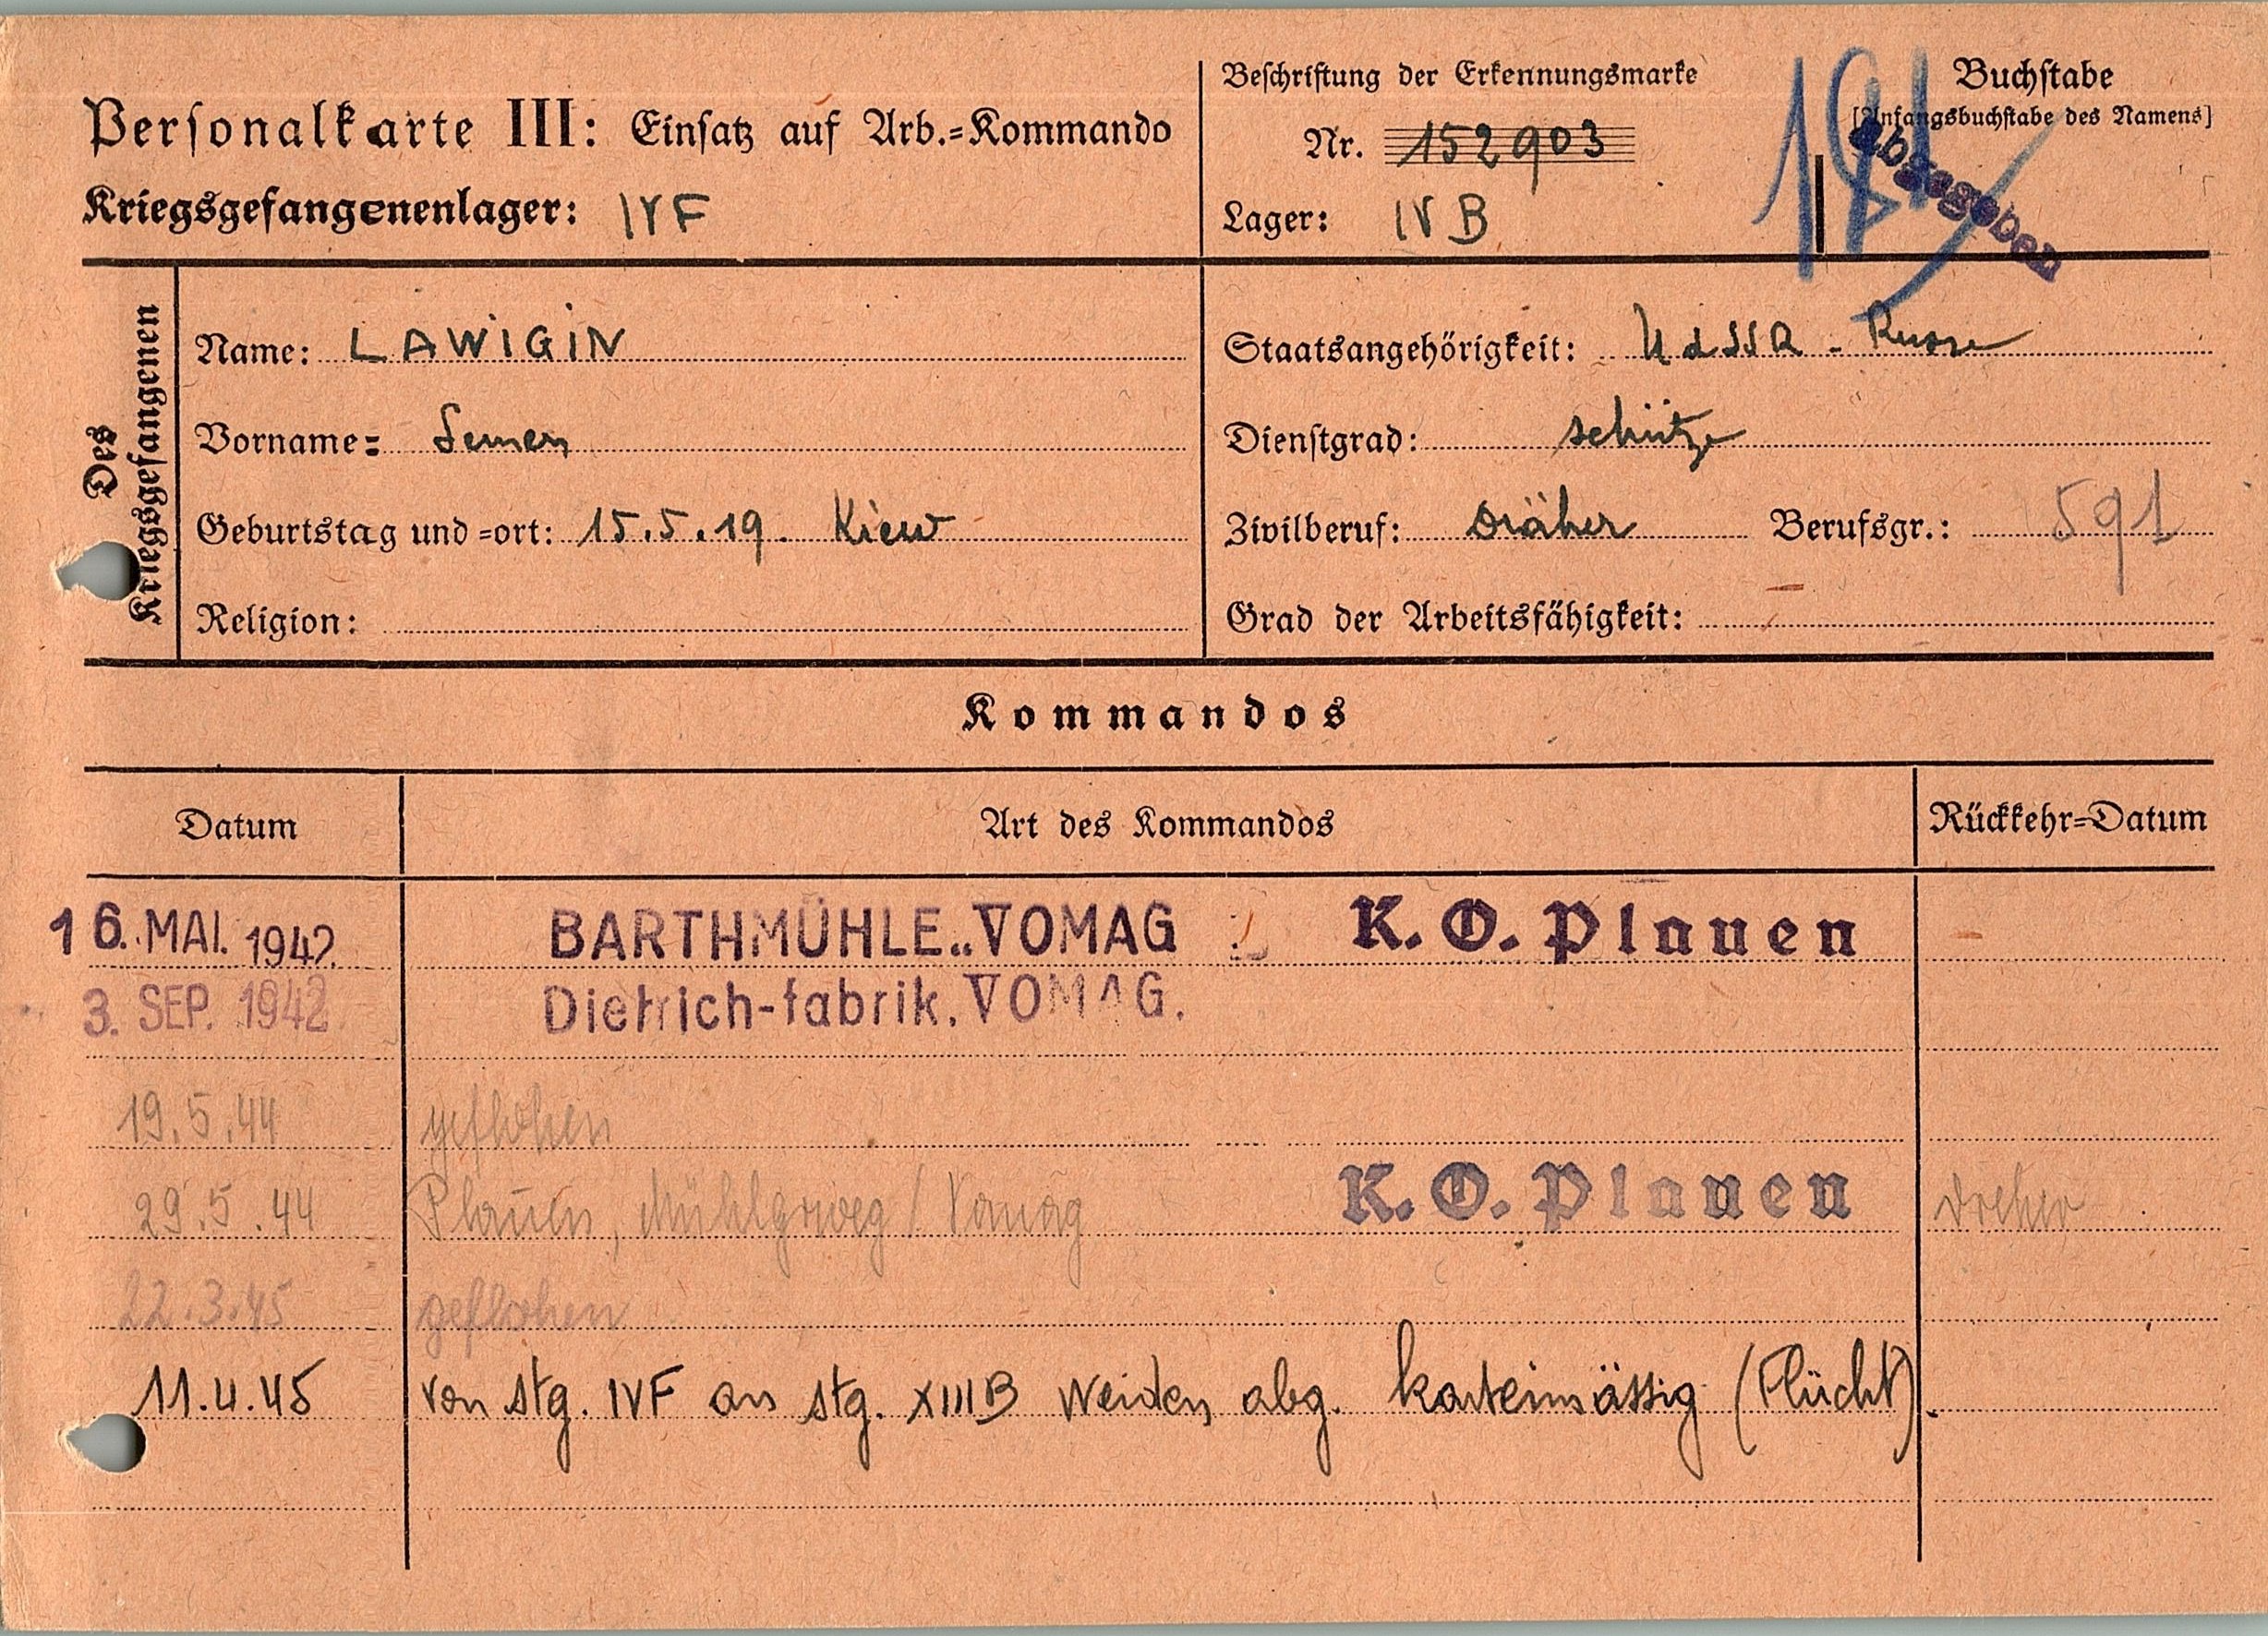 Personalkarte III: Einsatz auf Arb.=Kommando
Kriegsgefangenenlager: IVF
Beschriftung der Erkennungsmarke
Nr. 152903
Lager: IVB
Buchstabe
[Anfangsbuchstabe des Namens]
abgegeben
Des Kriegsgefangenen
Name: LAWIGIN
Vorname= Semen
Geburtstag und =ort: 15.5.19. Kiew
Religion:
Staatsangehörigkeit: UdSSR - Russe
Dienstgrad: Schütze
Zivilberuf: Dräher Berufsgr.: 591
Grad der Arbeitsfähigkeit:
Kommandos
Datum Art des Kommandos Rückkehr=Datum
16. MAI. 1942 BARTHMÜHLE..VOMAG K. O. Plauen
3. SEP. 1942 Dietrich-fabrik. VOMAG.
19.5.44 geflohen
29.5.44 Plauen, / Vomag K. O. Plauen Dreher
22.3.45 geflohen
11.4.45 von Stg. IVF an Stg. XIIIB Weiden abg. karteimässig (Flucht).